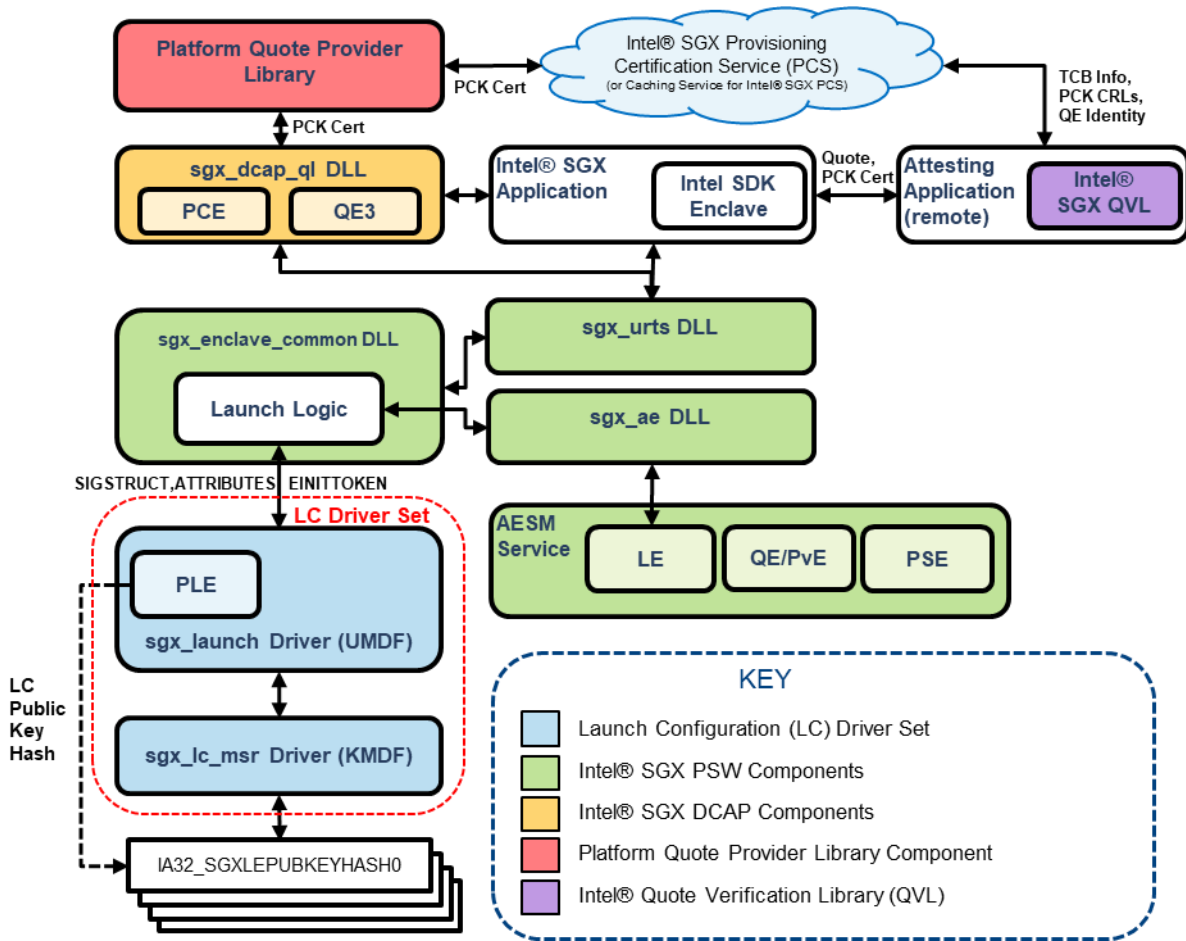 Platform Quote Provider
Library
PCK Cert
Intel® SGX Provisioning
Certification Service (PCS)
(or Caching Service for Intel® SGX PCS)
TCB Info,
PCK CRLs,
QE Identity
PCK Cert
sgx_dcap_ql DLL
PCE
QE3
Intel® SGX
Application
Intel SDK
Enclave
Quote,
PCK Cert
Attesting
Application
(remote)
Intel®
SGX QVL
sgx_enclave_common DLL
Launch Logic
sgx_urts DLL
sgx_ae DLL
SIGSTRUCT,ATTRIBUTES
EINITTOKEN
LC Driver Set
PLE
sgx_launch Driver (UMDF)
AESM
Service
LE
QE/PvE
PSE
LC
Public
Key
Hash
sgx_lc_msr Driver (KMDF)
IA32_SGXLEPUBKEYHASH0
KEY
Launch Configuration (LC) Driver Set
Intel® SGX PSW Components
Intel® SGX DCAP Components
Platform Quote Provider Library Component
Intel® Quote Verification Library (QVL)